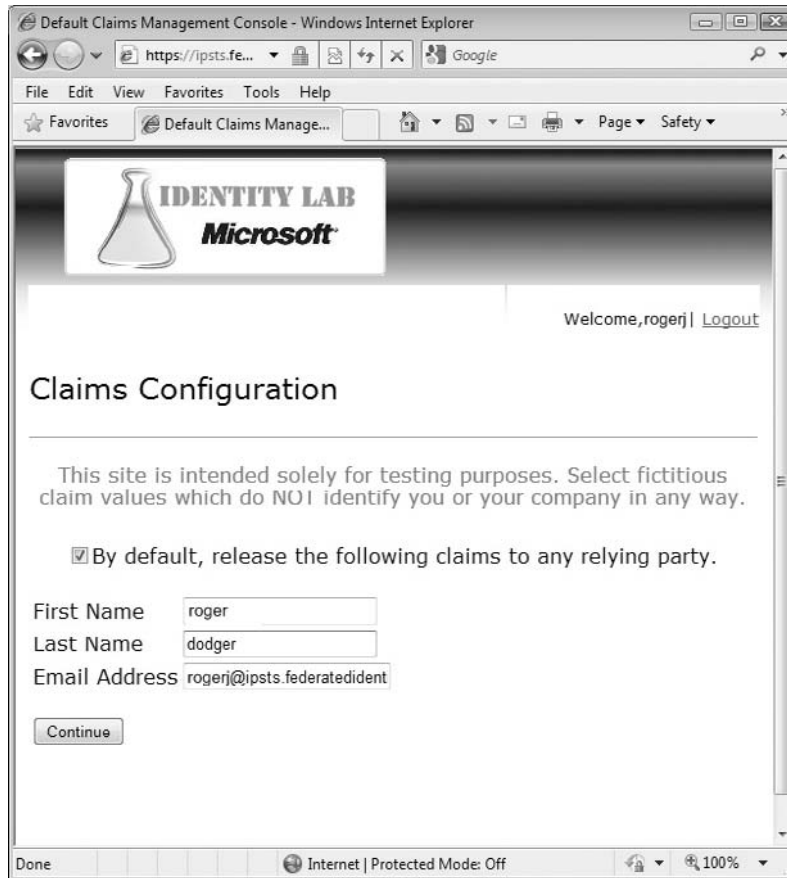 Default Claims Management Console - Windows Internet Explorer
https://ipsts.fe...
Google
File Edit View Favorites Tools Help
Favorites
Default Claims Manage...
Page Safety
IDENTITY LAB
Microsoft
Welcome,rogerj| Logout
Claims Configuration
This site is intended solely for testing purposes. Select fictitious
claim values which do NOT identify you or your company in any way.
By default, release the following claims to any relying party.
First Name roger
Last Name dodger
Email Address rogerj@ipsts.federatedident
Continue
Done
Internet | Protected Mode: Off
100%